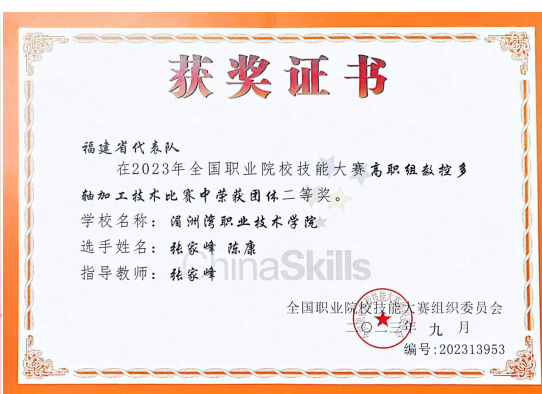 获奖证书
福建省代表队
在2023年全国职业院校技能大赛高职组数控多
轴加工技术比赛中荣获团体二等奖。
学校名称：湄洲湾职业技术学院
选手姓名：张家峰 陈康
指导教师：张家峰
ChinaSkills
全国职业院校技能大赛组织委员会
二〇二三年 九 月
编号:202313953